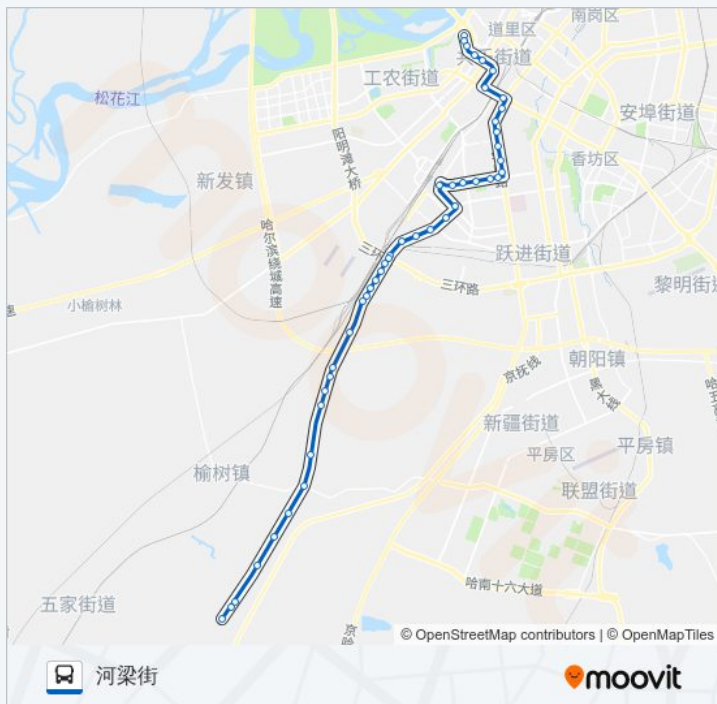 南岗区
道里区
工农街道
松花江
安埠街道
阳明滩大桥
香坊区
新发镇
哈尔滨绕城高速
跃进街道
三环路
小榆树林
黎明街道
朝阳镇
京抚线
黑大线
新疆街道
平房区
平房镇
榆树镇
联盟街道
哈南十六大道
五家街道
© OpenStreetMap contributors | © OpenMapTiles
河梁街
moovit